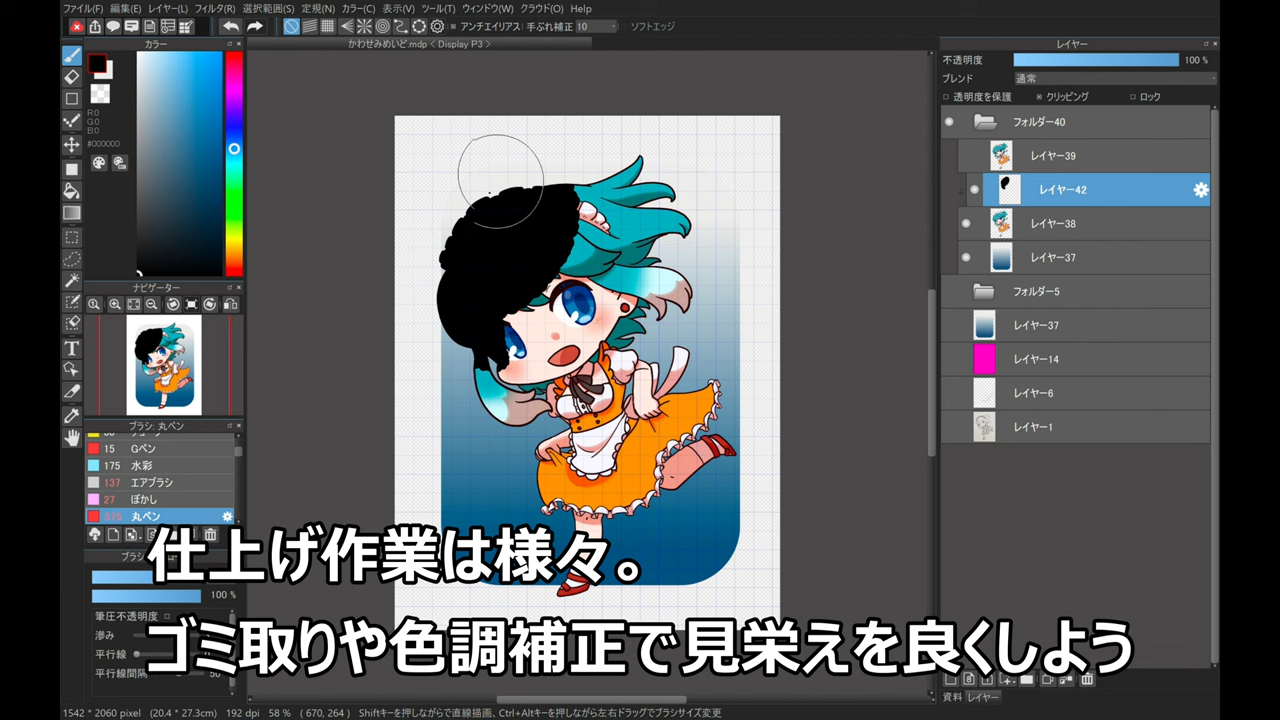 ファイル(F) 編集(E) レイヤー(L) フィルタ(R) 選択範囲(S) 定規(N) カラー(C) 表示(V) ツール(T) ウィンドウ(W) クラウド(O) Help
アンチエイリアス 手ぶれ補正 10 ソフトエッジ
カラー
かわせみめいど.mdp < Display P3 >
レイヤー
不透明度 100 %
ブレンド 通常
透明度を保護 クリッピング ロック
R:0
G:0
B:0
#000000
フォルダー40
レイヤー39
レイヤー42
レイヤー38
レイヤー37
フォルダー5
レイヤー37
レイヤー14
レイヤー6
レイヤー1
ナビゲーター
ブラシ: 丸ペン
15 Gペン
175 水彩
137 エアブラシ
27 ぼかし
375 丸ペン
100 %
筆圧不透明度
滲み
平行線
平行線間隔 50
仕上げ作業は様々。
ゴミ取りや色調補正で見栄えを良くしよう
資料 レイヤー
1542 * 2060 pixel (20.4 * 27.3cm) 192 dpi 58 % ( 670, 264 ) Shiftキーを押しながらで直線描画、Ctrl+Altキーを押しながら左右ドラッグでブラシサイズ変更